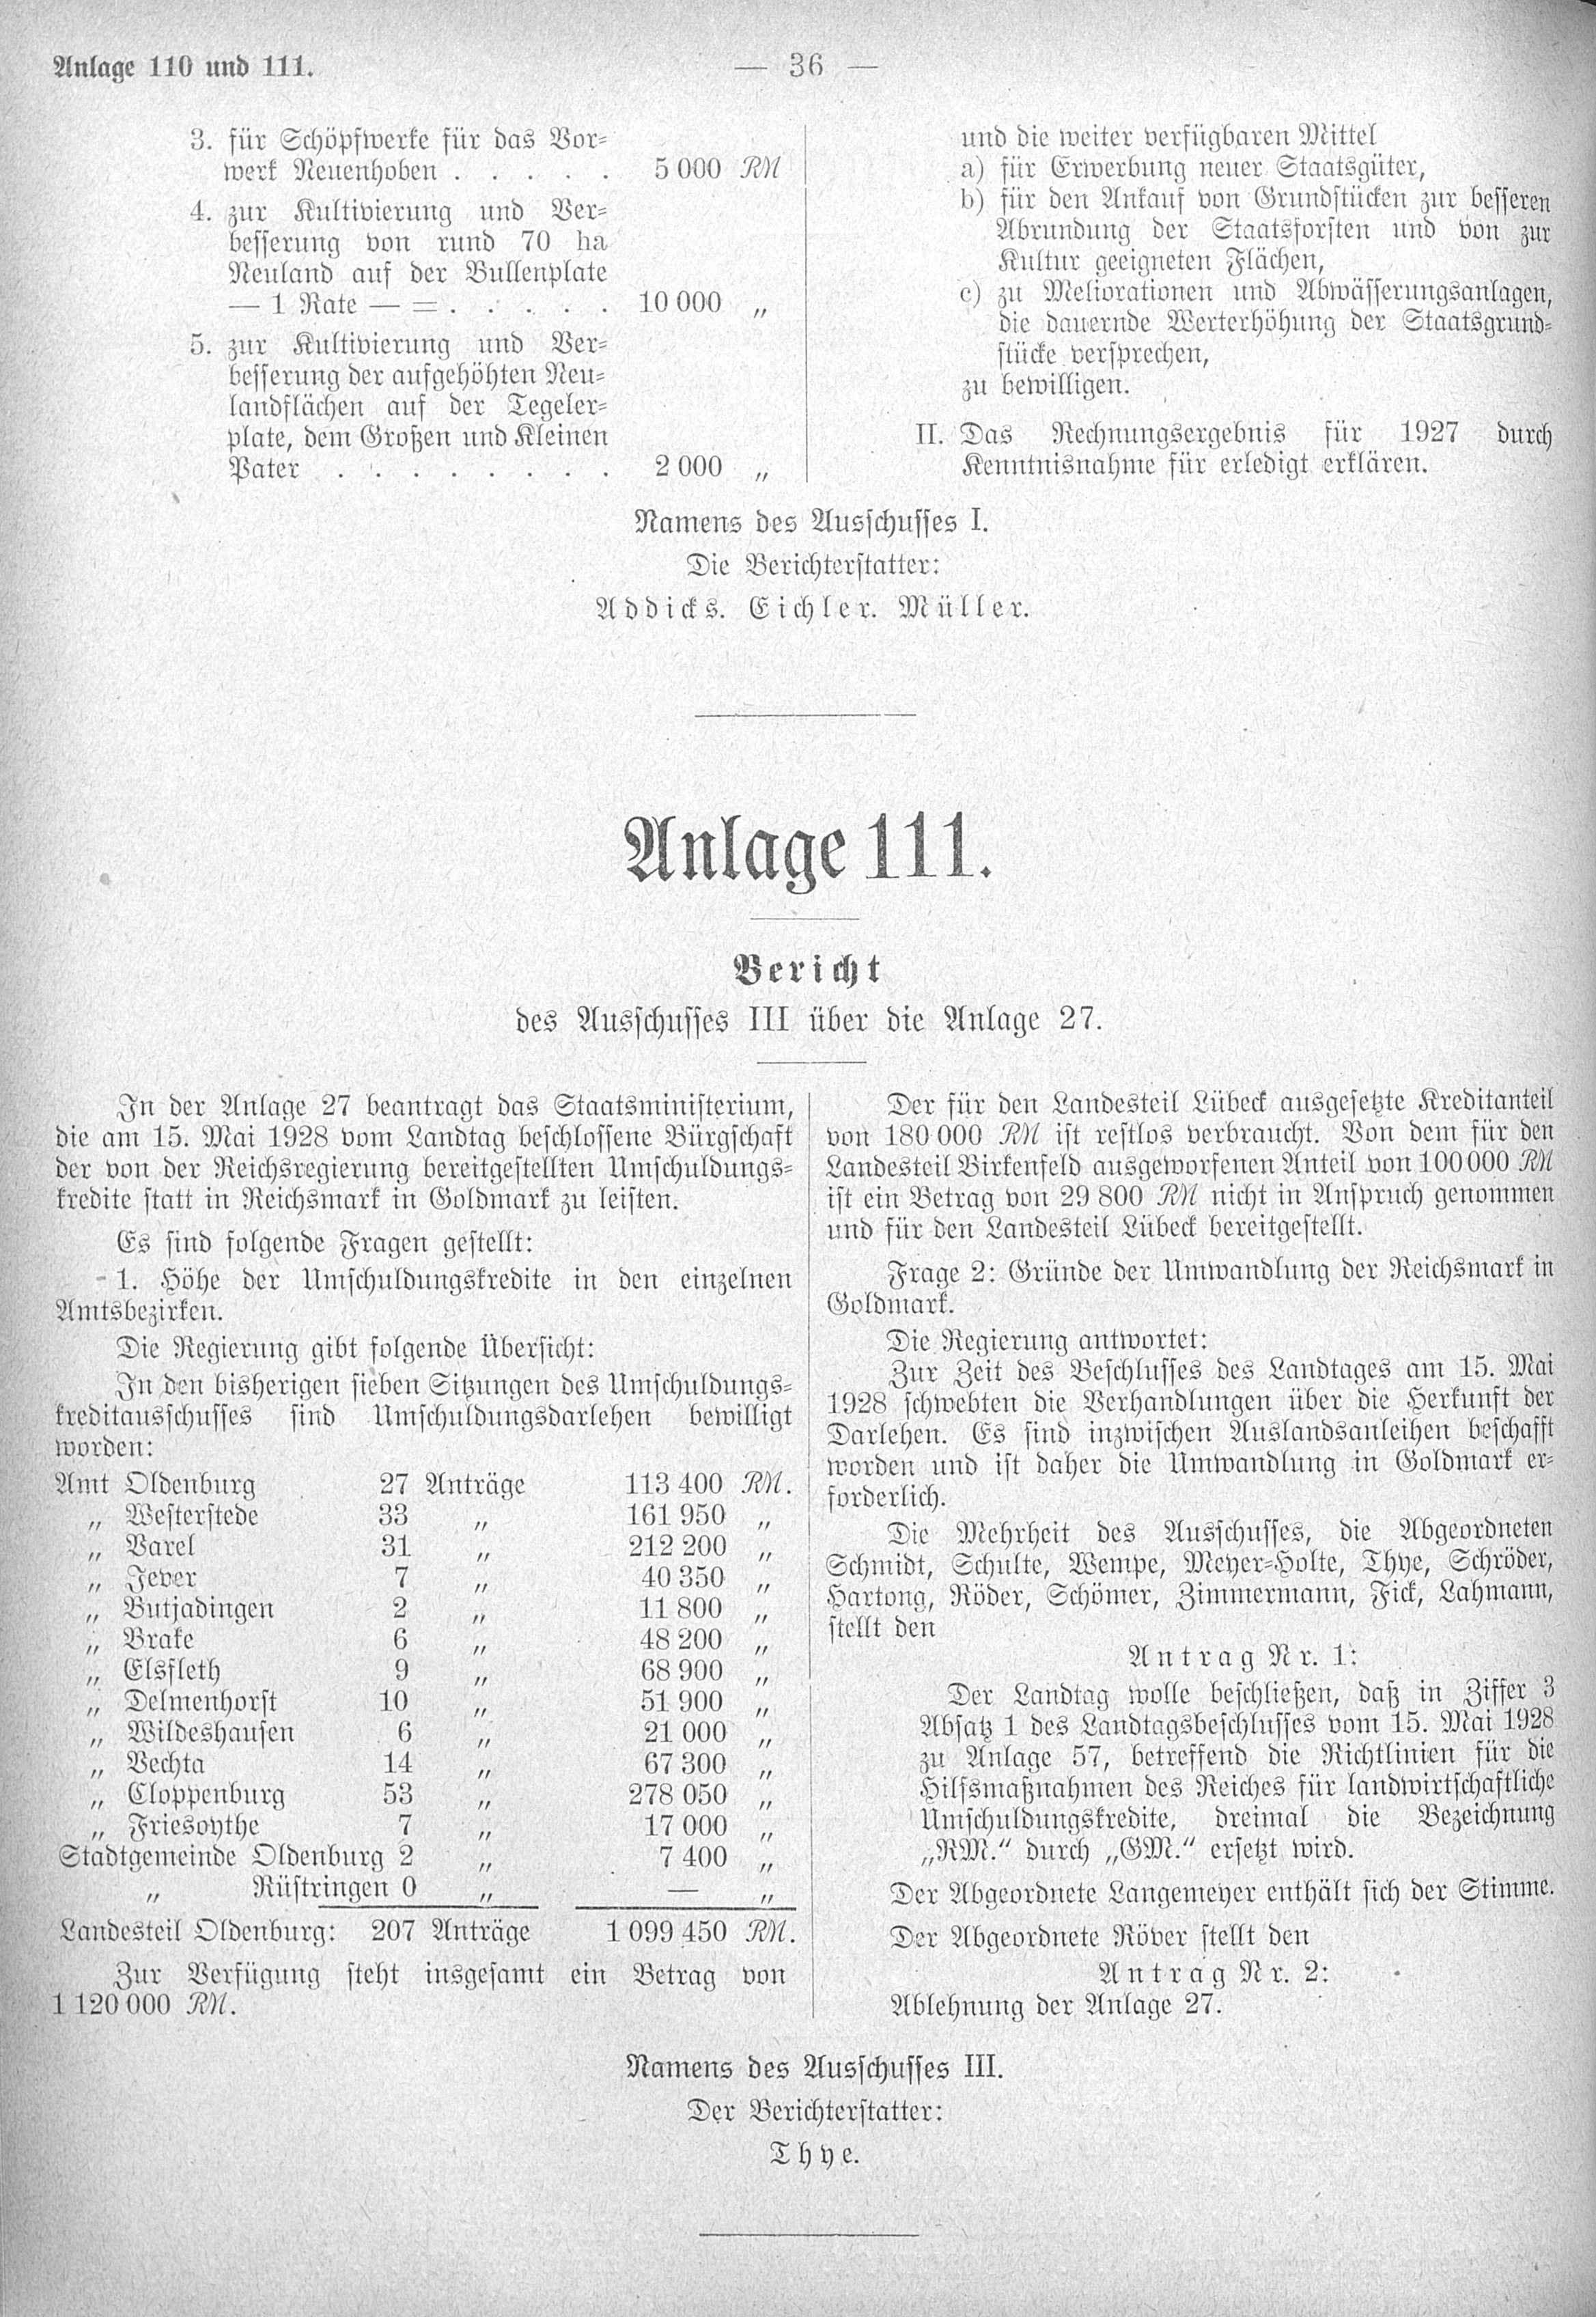 Anlage 110 und 111.
— 36 —
3. für Schöpfwerke für das Vor-
werk Neuenhoben . . . . . 5 000 RM
4. zur Kultivierung und Ver-
besserung von rund 70 ha
Neuland auf der Bullenplate
— 1 Rate — = . . . . . 10 000 „
5. zur Kultivierung und Ver-
besserung der aufgehöhten Neu-
landflächen auf der Tegeler-
plate, dem Großen und Kleinen
Pater . . . . . . . . 2 000 „
und die weiter verfügbaren Mittel
a) für Erwerbung neuer Staatsgüter,
b) für den Ankauf von Grundstücken zur besseren
Abrundung der Staatsforsten und von zur
Kultur geeigneten Flächen,
c) zu Meliorationen und Abwässerungsanlagen,
die dauernde Werterhöhung der Staatsgrund-
stücke versprechen,
zu bewilligen.
II. Das Rechnungsergebnis für 1927 durch
Kenntnisnahme für erledigt erklären.
Namens des Ausschusses I.
Die Berichterstatter:
Addicks. Eichler. Müller.
Anlage 111.
Bericht
des Ausschusses III über die Anlage 27.
In der Anlage 27 beantragt das Staatsministerium,
die am 15. Mai 1928 vom Landtag beschlossene Bürgschaft
der von der Reichsregierung bereitgestellten Umschuldungs-
kredite statt in Reichsmark in Goldmark zu leisten.
Es sind folgende Fragen gestellt:
1. Höhe der Umschuldungskredite in den einzelnen
Amtsbezirken.
Die Regierung gibt folgende Übersicht:
In den bisherigen sieben Sitzungen des Umschuldungs-
kreditausschusses sind Umschuldungsdarlehen bewilligt
worden:
Amt Oldenburg 27 Anträge 113 400 RM.
„ Westerstede 33 „ 161 950 „
„ Varel 31 „ 212 200 „
„ Jever 7 „ 40 350 „
„ Butjadingen 2 „ 11 800 „
„ Brake 6 „ 48 200 „
„ Elsfleth 9 „ 68 900 „
„ Delmenhorst 10 „ 51 900 „
„ Wildeshausen 6 „ 21 000 „
„ Vechta 14 „ 67 300 „
„ Cloppenburg 53 „ 278 050 „
„ Friesoythe 7 „ 17 000 „
Stadtgemeinde Oldenburg 2 „ 7 400 „
„ Rüstringen 0 „ — „
Landesteil Oldenburg: 207 Anträge 1 099 450 RM.
Zur Verfügung steht insgesamt ein Betrag von
1 120 000 RM.
Der für den Landesteil Lübeck ausgesetzte Kreditanteil
von 180 000 RM ist restlos verbraucht. Von dem für den
Landesteil Birkenfeld ausgeworfenen Anteil von 100 000 RM
ist ein Betrag von 29 800 RM nicht in Anspruch genommen
und für den Landesteil Lübeck bereitgestellt.
Frage 2: Gründe der Umwandlung der Reichsmark in
Goldmark.
Die Regierung antwortet:
Zur Zeit des Beschlusses des Landtages am 15. Mai
1928 schwebten die Verhandlungen über die Herkunft der
Darlehen. Es sind inzwischen Auslandsanleihen beschafft
worden und ist daher die Umwandlung in Goldmark er-
forderlich.
Die Mehrheit des Ausschusses, die Abgeordneten
Schmidt, Schulte, Wempe, Meyer-Holte, Thye, Schröder,
Hartong, Röder, Schömer, Zimmermann, Fick, Lahmann,
stellt den
Antrag Nr. 1:
Der Landtag wolle beschließen, daß in Ziffer 3
Absatz 1 des Landtagsbeschlusses vom 15. Mai 1928
zu Anlage 57, betreffend die Richtlinien für die
Hilfsmaßnahmen des Reiches für landwirtschaftliche
Umschuldungskredite, dreimal die Bezeichnung
„RM.“ durch „GM.“ ersetzt wird.
Der Abgeordnete Langemeyer enthält sich der Stimme.
Der Abgeordnete Röver stellt den
Antrag Nr. 2:
Ablehnung der Anlage 27.
Namens des Ausschusses III.
Der Berichterstatter:
Thye.